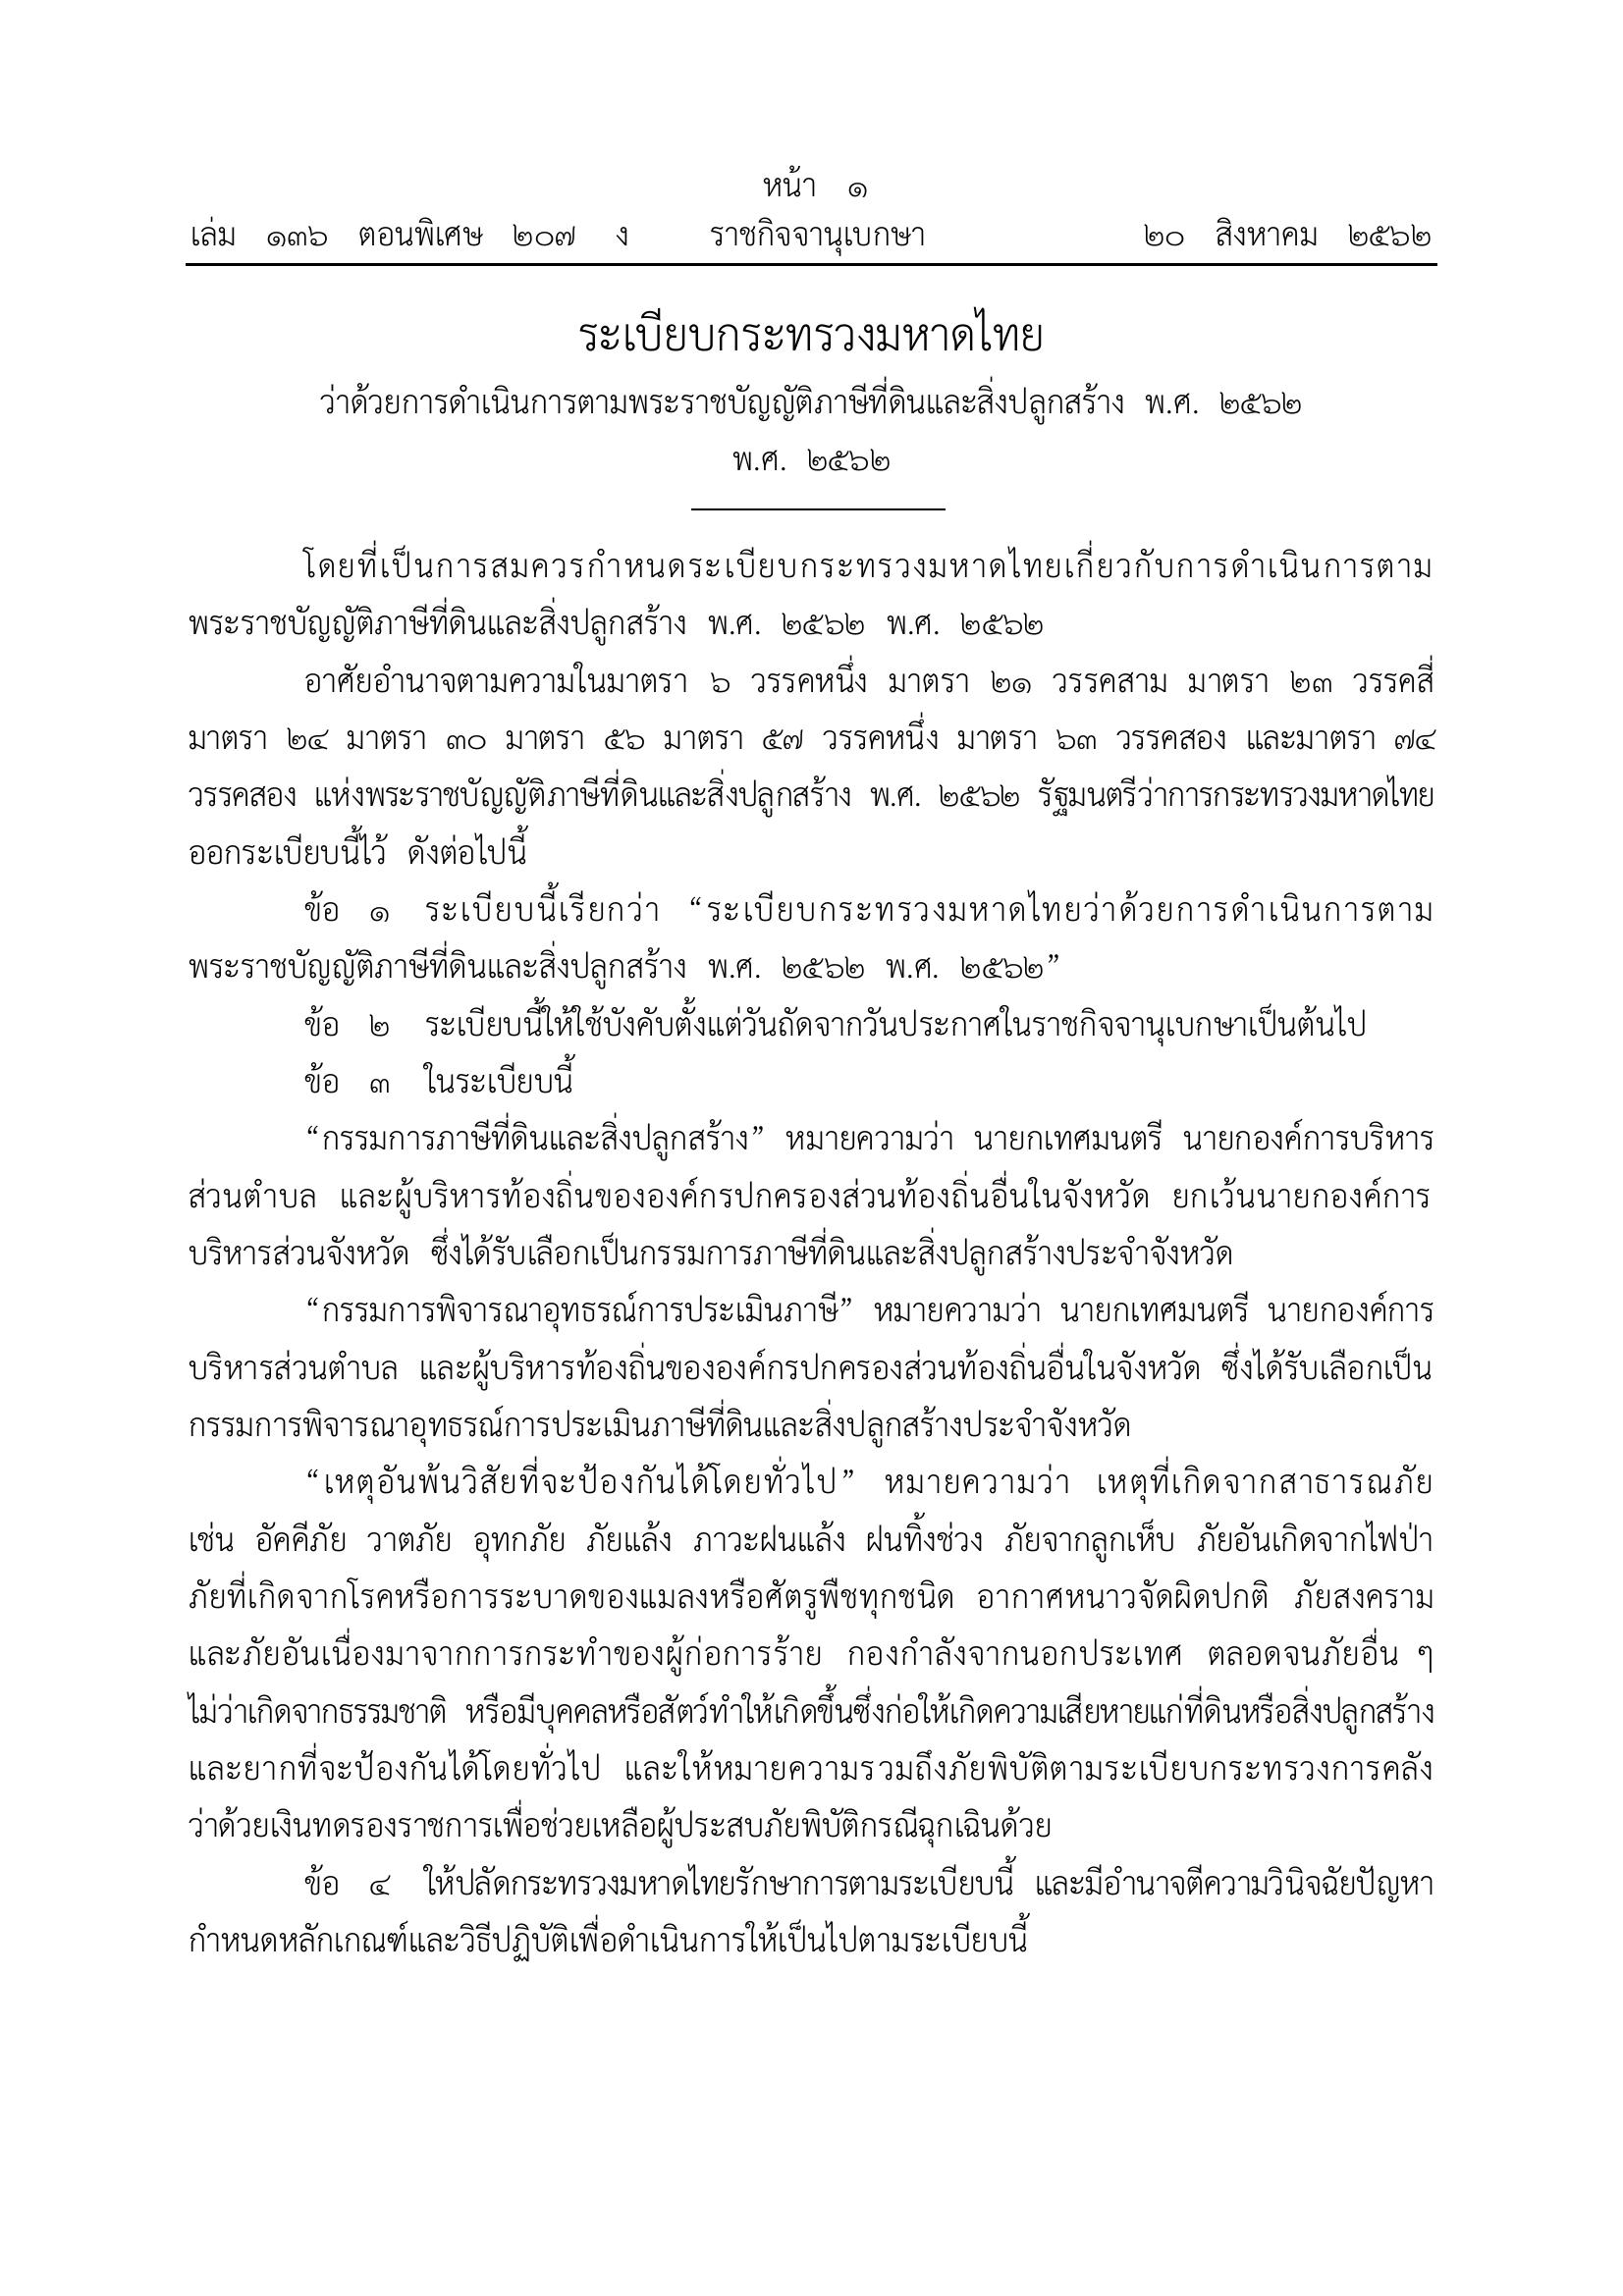 หน้า ๑
เล่ม ๑๓๖ ตอนพิเศษ ๒๐๗ ง ราชกิจจานุเบกษา ๒๐ สิงหาคม ๒๕๖๒
ระเบียบกระทรวงมหาดไทย
ว่าด้วยการดำเนินการตามพระราชบัญญัติภาษีที่ดินและสิ่งปลูกสร้าง พ.ศ. ๒๕๖๒
พ.ศ. ๒๕๖๒
โดยที่เป็นการสมควรกำหนดระเบียบกระทรวงมหาดไทยเกี่ยวกับการดำเนินการตาม
พระราชบัญญัติภาษีที่ดินและสิ่งปลูกสร้าง พ.ศ. ๒๕๖๒ พ.ศ. ๒๕๖๒
อาศัยอำนาจตามความในมาตรา ๖ วรรคหนึ่ง มาตรา ๒๑ วรรคสาม มาตรา ๒๓ วรรคสี่
มาตรา ๒๔ มาตรา ๓๐ มาตรา ๕๖ มาตรา ๕๗ วรรคหนึ่ง มาตรา ๖๓ วรรคสอง และมาตรา ๗๔
วรรคสอง แห่งพระราชบัญญัติภาษีที่ดินและสิ่งปลูกสร้าง พ.ศ. ๒๕๖๒ รัฐมนตรีว่าการกระทรวงมหาดไทย
ออกระเบียบนี้ไว้ ดังต่อไปนี้
ข้อ ๑ ระเบียบนี้เรียกว่า “ระเบียบกระทรวงมหาดไทยว่าด้วยการดำเนินการตาม
พระราชบัญญัติภาษีที่ดินและสิ่งปลูกสร้าง พ.ศ. ๒๕๖๒ พ.ศ. ๒๕๖๒”
ข้อ ๒ ระเบียบนี้ให้ใช้บังคับตั้งแต่วันถัดจากวันประกาศในราชกิจจานุเบกษาเป็นต้นไป
ข้อ ๓ ในระเบียบนี้
“กรรมการภาษีที่ดินและสิ่งปลูกสร้าง” หมายความว่า นายกเทศมนตรี นายกองค์การบริหาร
ส่วนตำบล และผู้บริหารท้องถิ่นขององค์กรปกครองส่วนท้องถิ่นอื่นในจังหวัด ยกเว้นนายกองค์การ
บริหารส่วนจังหวัด ซึ่งได้รับเลือกเป็นกรรมการภาษีที่ดินและสิ่งปลูกสร้างประจำจังหวัด
“กรรมการพิจารณาอุทธรณ์การประเมินภาษี” หมายความว่า นายกเทศมนตรี นายกองค์การ
บริหารส่วนตำบล และผู้บริหารท้องถิ่นขององค์กรปกครองส่วนท้องถิ่นอื่นในจังหวัด ซึ่งได้รับเลือกเป็น
กรรมการพิจารณาอุทธรณ์การประเมินภาษีที่ดินและสิ่งปลูกสร้างประจำจังหวัด
“เหตุอันพ้นวิสัยที่จะป้องกันได้โดยทั่วไป” หมายความว่า เหตุที่เกิดจากสาธารณภัย
เช่น อัคคีภัย วาตภัย อุทกภัย ภัยแล้ง ภาวะฝนแล้ง ฝนทิ้งช่วง ภัยจากลูกเห็บ ภัยอันเกิดจากไฟป่า
ภัยที่เกิดจากโรคหรือการระบาดของแมลงหรือศัตรูพืชทุกชนิด อากาศหนาวจัดผิดปกติ ภัยสงคราม
และภัยอันเนื่องมาจากการกระทำของผู้ก่อการร้าย กองกำลังจากนอกประเทศ ตลอดจนภัยอื่น ๆ
ไม่ว่าเกิดจากธรรมชาติ หรือมีบุคคลหรือสัตว์ทำให้เกิดขึ้นซึ่งก่อให้เกิดความเสียหายแก่ที่ดินหรือสิ่งปลูกสร้าง
และยากที่จะป้องกันได้โดยทั่วไป และให้หมายความรวมถึงภัยพิบัติตามระเบียบกระทรวงการคลัง
ว่าด้วยเงินทดรองราชการเพื่อช่วยเหลือผู้ประสบภัยพิบัติกรณีฉุกเฉินด้วย
ข้อ ๔ ให้ปลัดกระทรวงมหาดไทยรักษาการตามระเบียบนี้ และมีอำนาจตีความวินิจฉัยปัญหา
กำหนดหลักเกณฑ์และวิธีปฏิบัติเพื่อดำเนินการให้เป็นไปตามระเบียบนี้